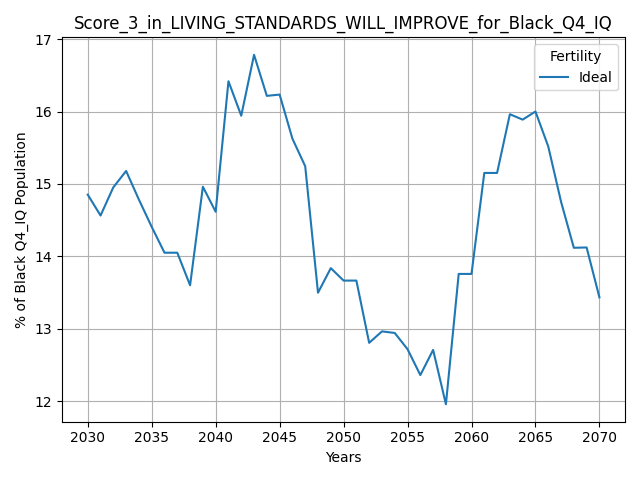 Score_3_in_LIVING_STANDARDS_WILL_IMPROVE_for_Black_Q4_IQ
17
16
15
14
13
12
% of Black Q4_IQ Population
Fertility
Ideal
2030 2035 2040 2045 2050 2055 2060 2065 2070
Years